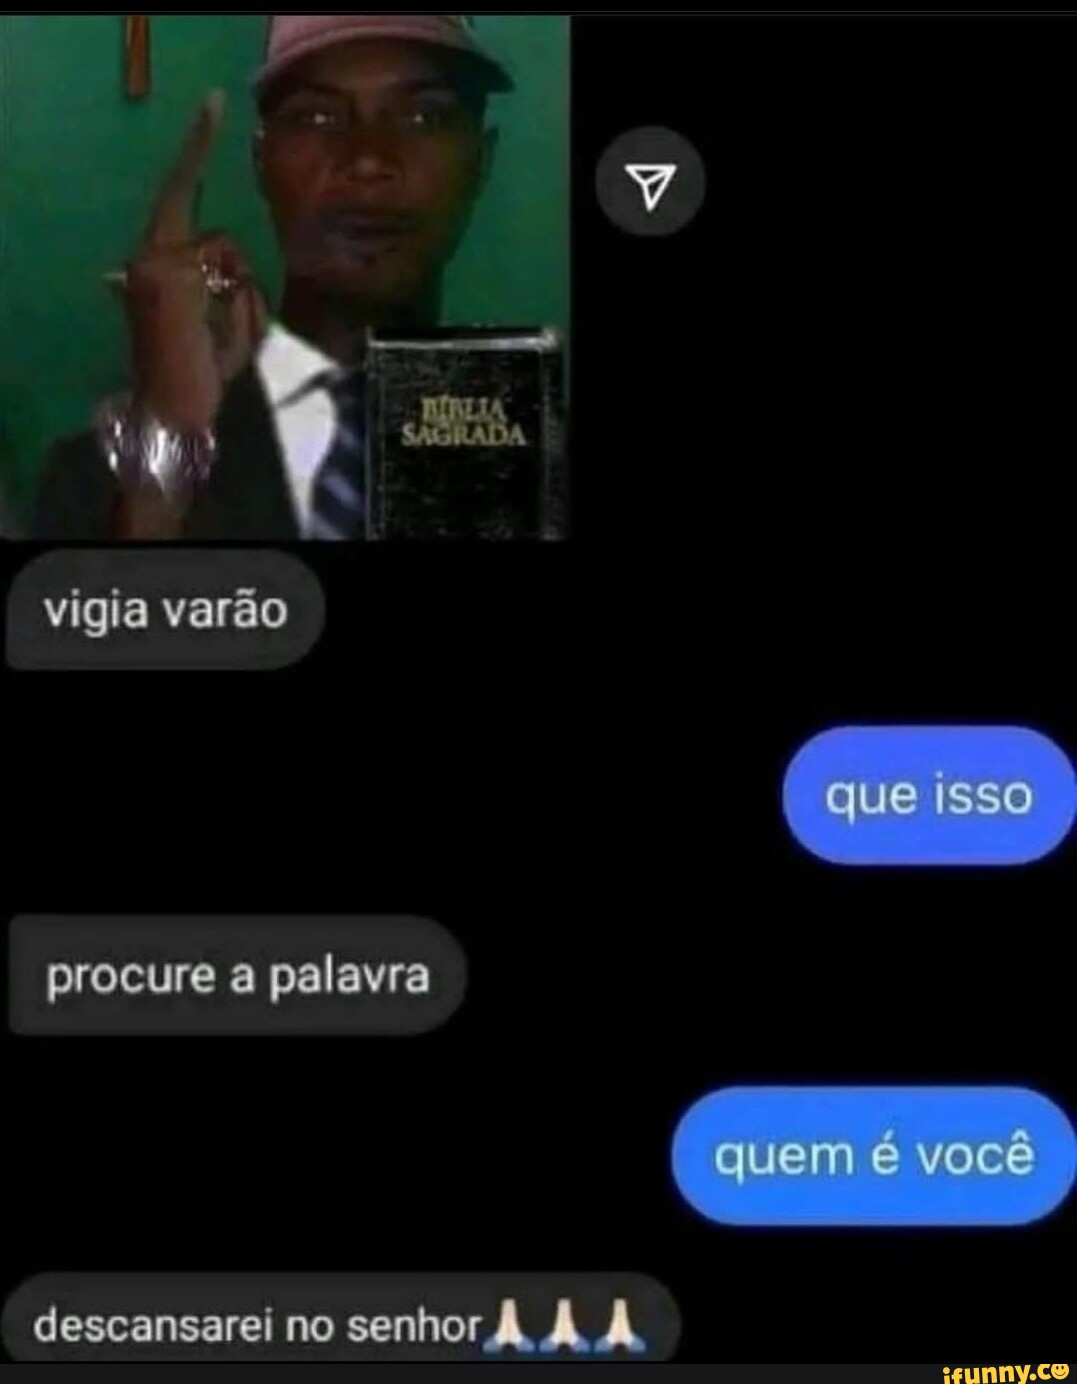 BÍBLIA
SAGRADA
vigia varão
que isso
procure a palavra
quem é você
descansarei no senhor🙏🏻🙏🏻🙏🏻
ifunny.co